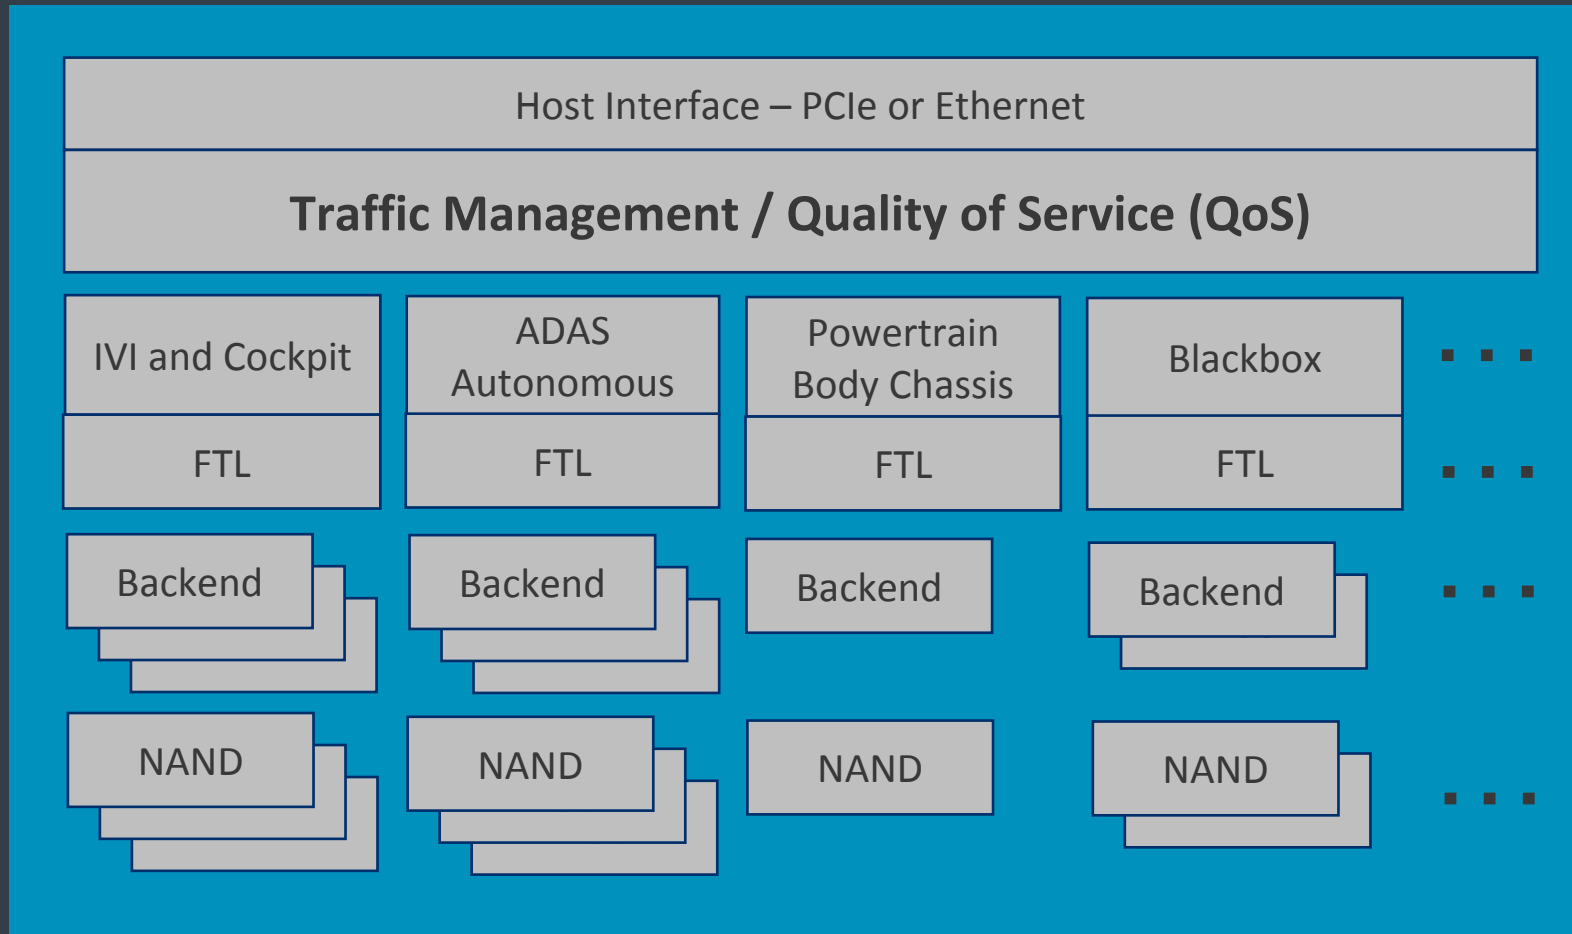 Host Interface – PCIe or Ethernet
Traffic Management / Quality of Service (QoS)
IVI and Cockpit
ADAS
Autonomous
Powertrain
Body Chassis
Blackbox
...
FTL
FTL
FTL
FTL
...
Backend
Backend
Backend
Backend
...
NAND
NAND
NAND
NAND
...